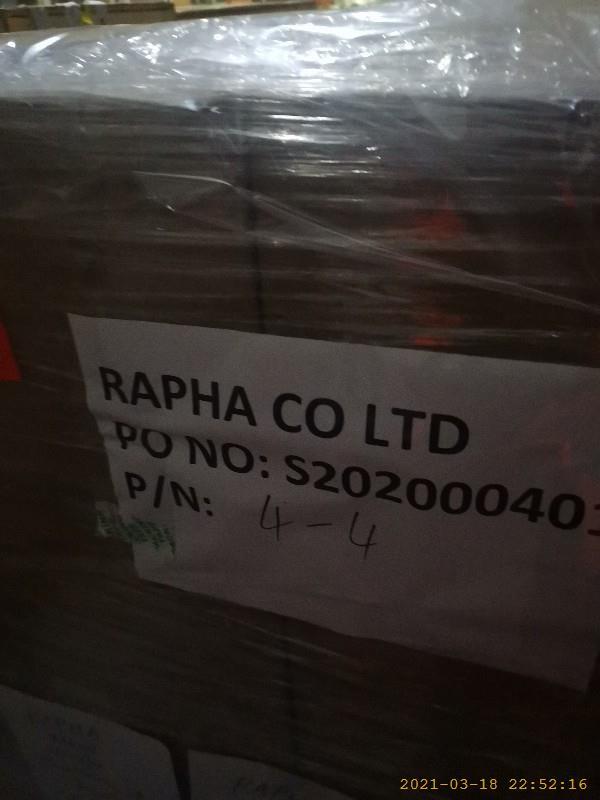 RAPHA CO LTD
PO NO: S20200040
P/N: 4-4
2021-03-18 22:52:16